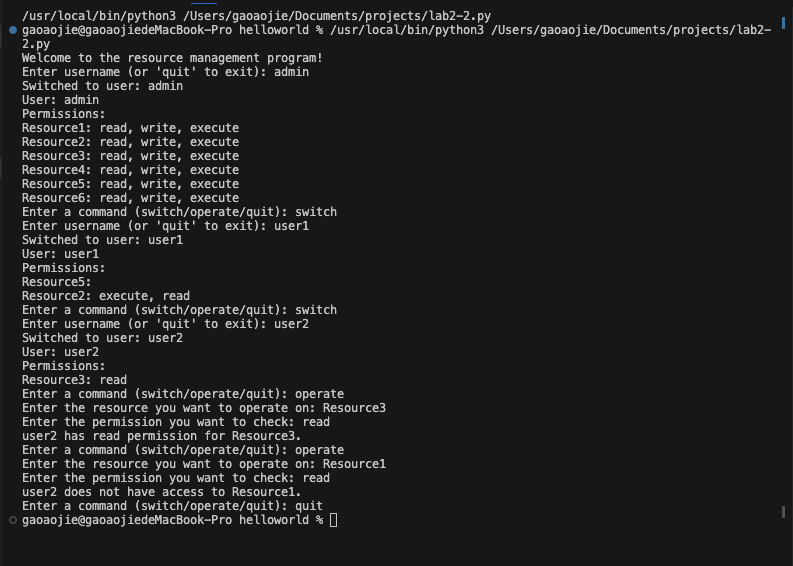 /usr/local/bin/python3 /Users/gaoaojie/Documents/projects/lab2-2.py
gaoaojie@gaoaojiedeMacBook-Pro helloworld % /usr/local/bin/python3 /Users/gaoaojie/Documents/projects/lab2-
2.py
Welcome to the resource management program!
Enter username (or 'quit' to exit): admin
Switched to user: admin
User: admin
Permissions:
Resource1: read, write, execute
Resource2: read, write, execute
Resource3: read, write, execute
Resource4: read, write, execute
Resource5: read, write, execute
Resource6: read, write, execute
Enter a command (switch/operate/quit): switch
Enter username (or 'quit' to exit): user1
Switched to user: user1
User: user1
Permissions:
Resource5:
Resource2: execute, read
Enter a command (switch/operate/quit): switch
Enter username (or 'quit' to exit): user2
Switched to user: user2
User: user2
Permissions:
Resource3: read
Enter a command (switch/operate/quit): operate
Enter the resource you want to operate on: Resource3
Enter the permission you want to check: read
user2 has read permission for Resource3.
Enter a command (switch/operate/quit): operate
Enter the resource you want to operate on: Resource1
Enter the permission you want to check: read
user2 does not have access to Resource1.
Enter a command (switch/operate/quit): quit
gaoaojie@gaoaojiedeMacBook-Pro helloworld %